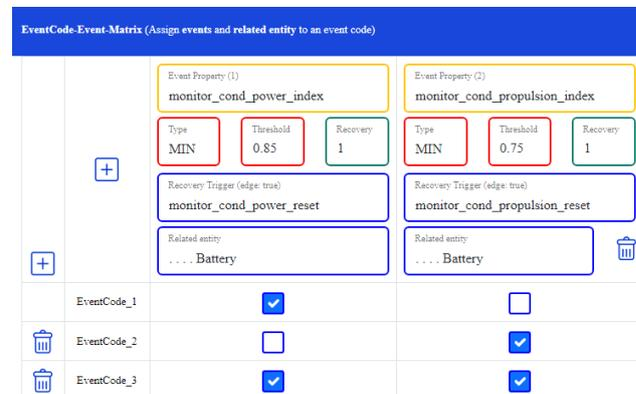 EventCode-Event-Matrix (Assign events and related entity to an event code)
Event Property (1)
monitor_cond_power_index
Event Property (2)
monitor_cond_propulsion_index
Type
MIN
Threshold
0.85
Recovery
1
Type
MIN
Threshold
0.75
Recovery
1
Recovery Trigger (edge: true)
monitor_cond_power_reset
Recovery Trigger (edge: true)
monitor_cond_propulsion_reset
Related entity
. . . . Battery
Related entity
. . . . Battery
EventCode_1
EventCode_2
EventCode_3